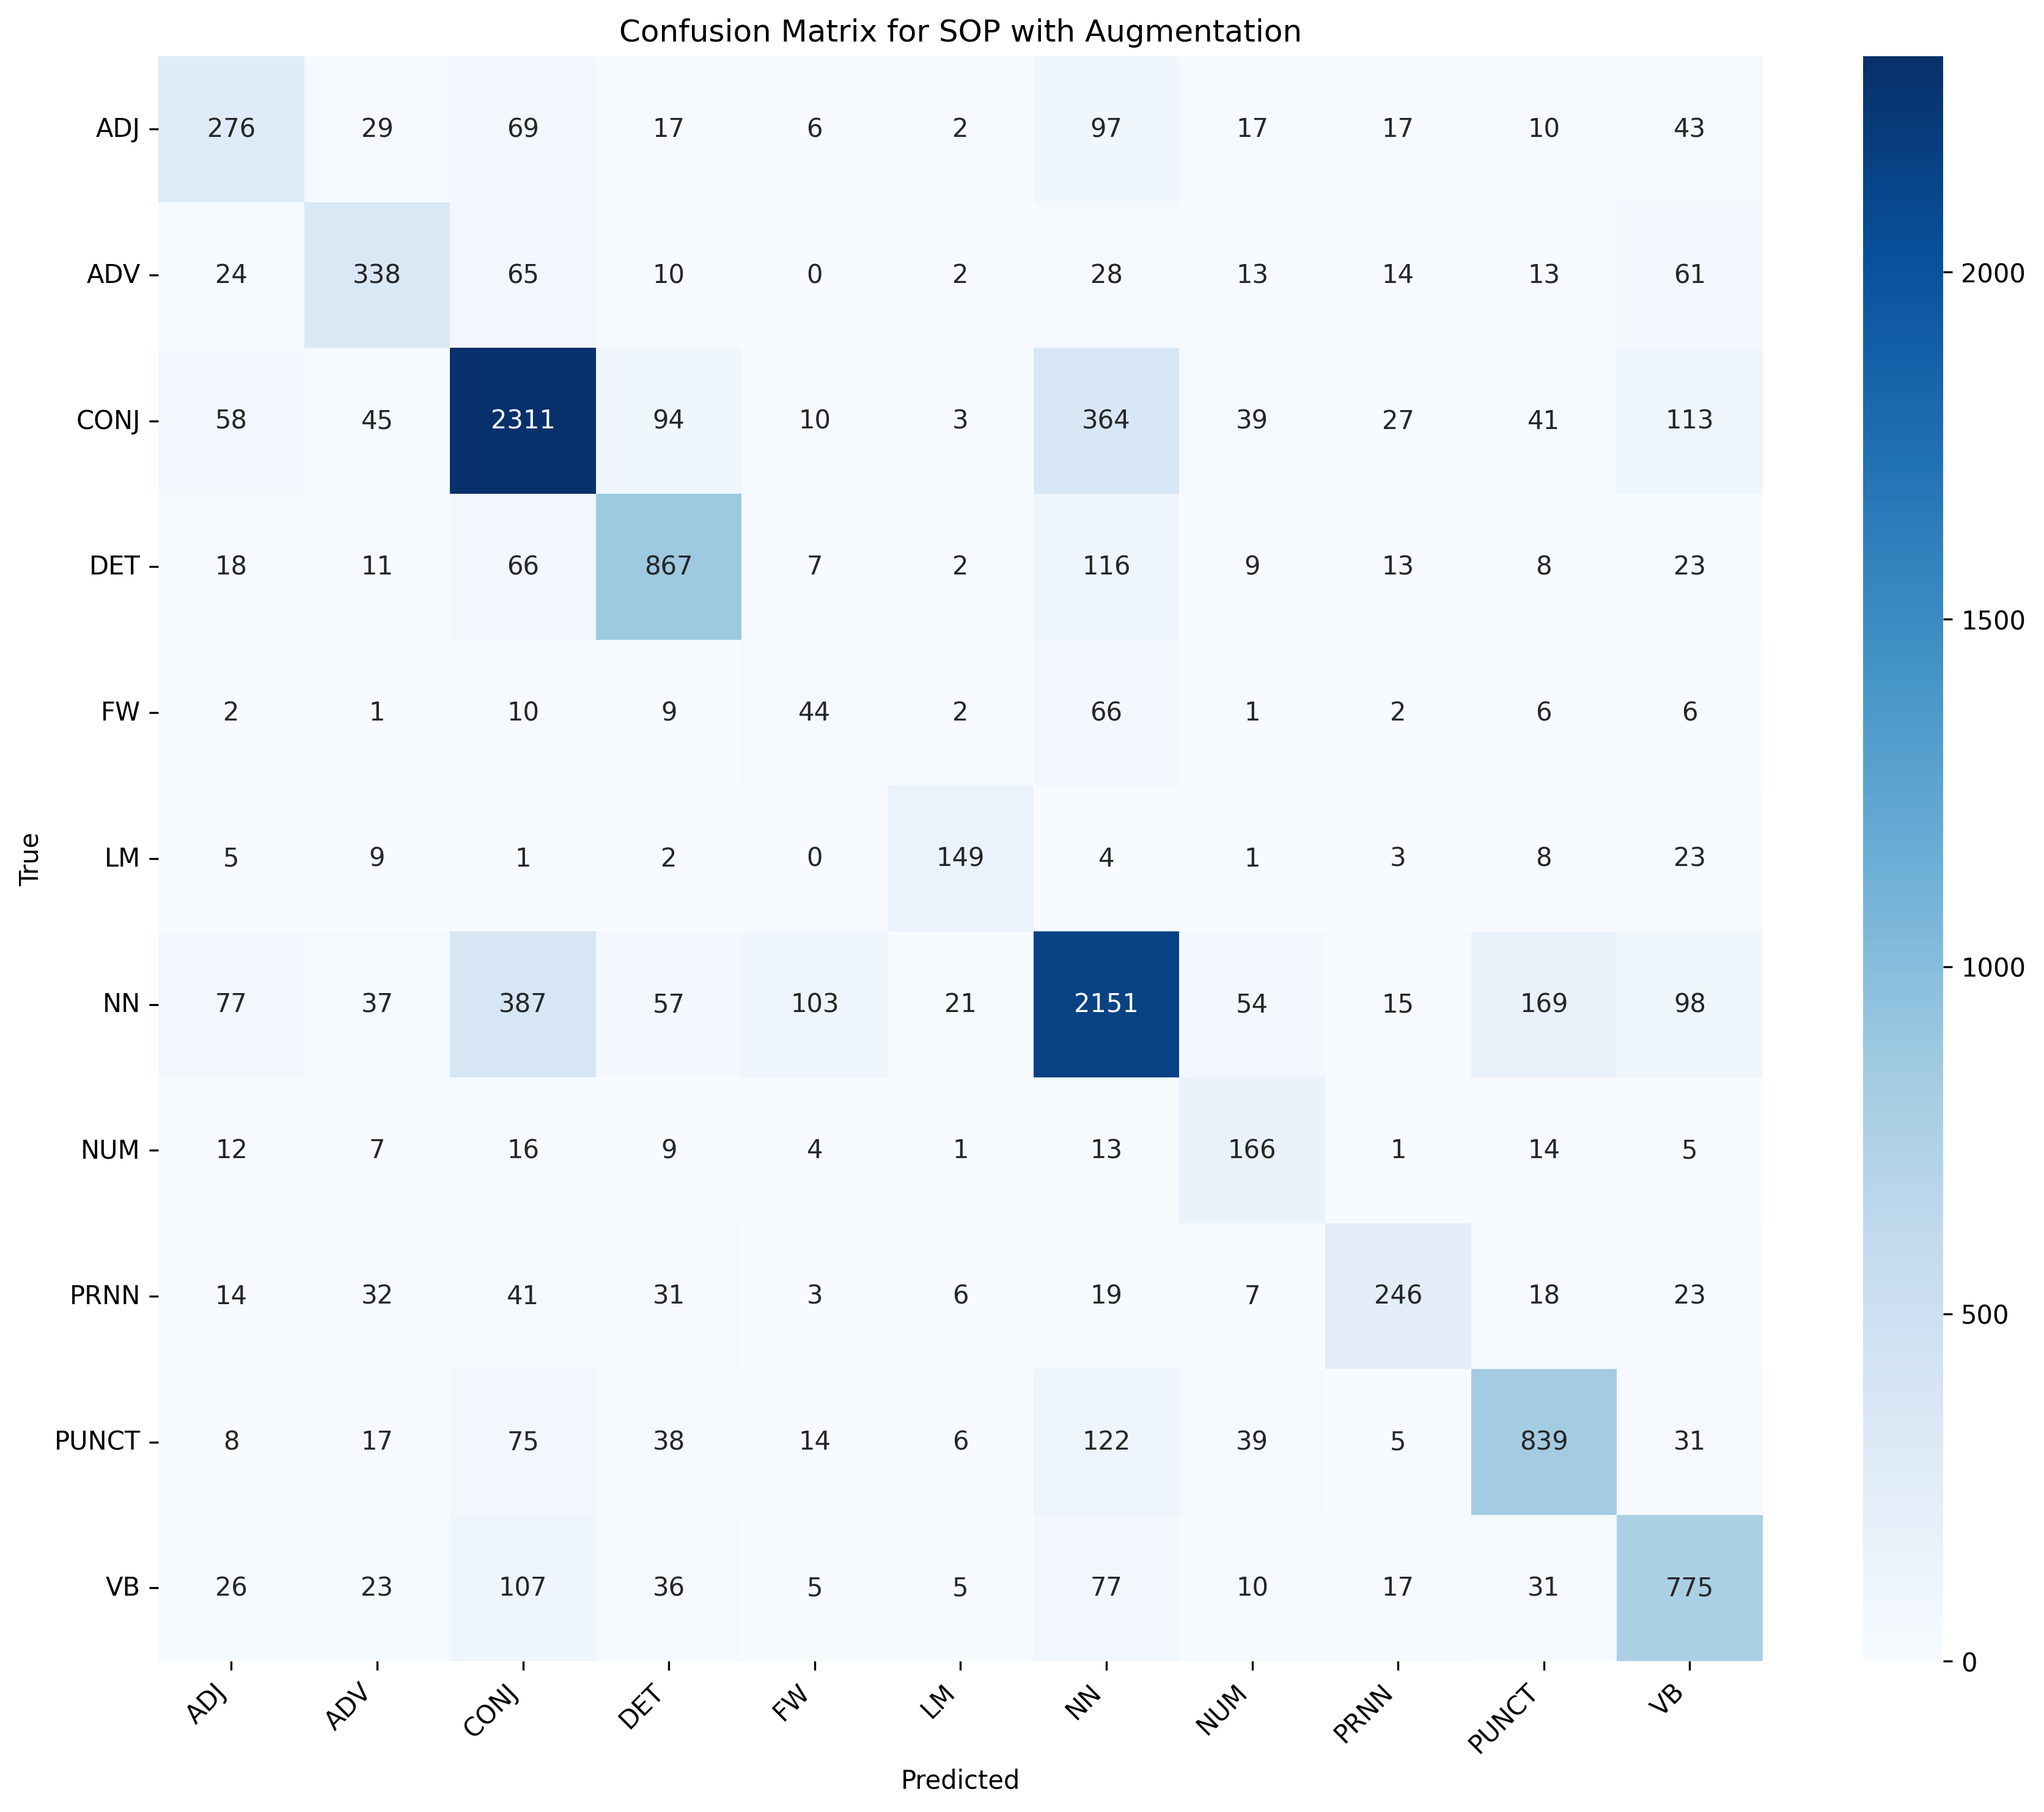 Confusion Matrix for SOP with Augmentation
ADJ 276 29 69 17 6 2 97 17 17 10 43
ADV 24 338 65 10 0 2 28 13 14 13 61
CONJ 58 45 2311 94 10 3 364 39 27 41 113
DET 18 11 66 867 7 2 116 9 13 8 23
FW 2 1 10 9 44 2 66 1 2 6 6
LM 5 9 1 2 0 149 4 1 3 8 23
NN 77 37 387 57 103 21 2151 54 15 169 98
NUM 12 7 16 9 4 1 13 166 1 14 5
PRNN 14 32 41 31 3 6 19 7 246 18 23
PUNCT 8 17 75 38 14 6 122 39 5 839 31
VB 26 23 107 36 5 5 77 10 17 31 775
ADJ ADV CONJ DET FW LM NN NUM PRNN PUNCT VB
Predicted
True
2000
1500
1000
500
0